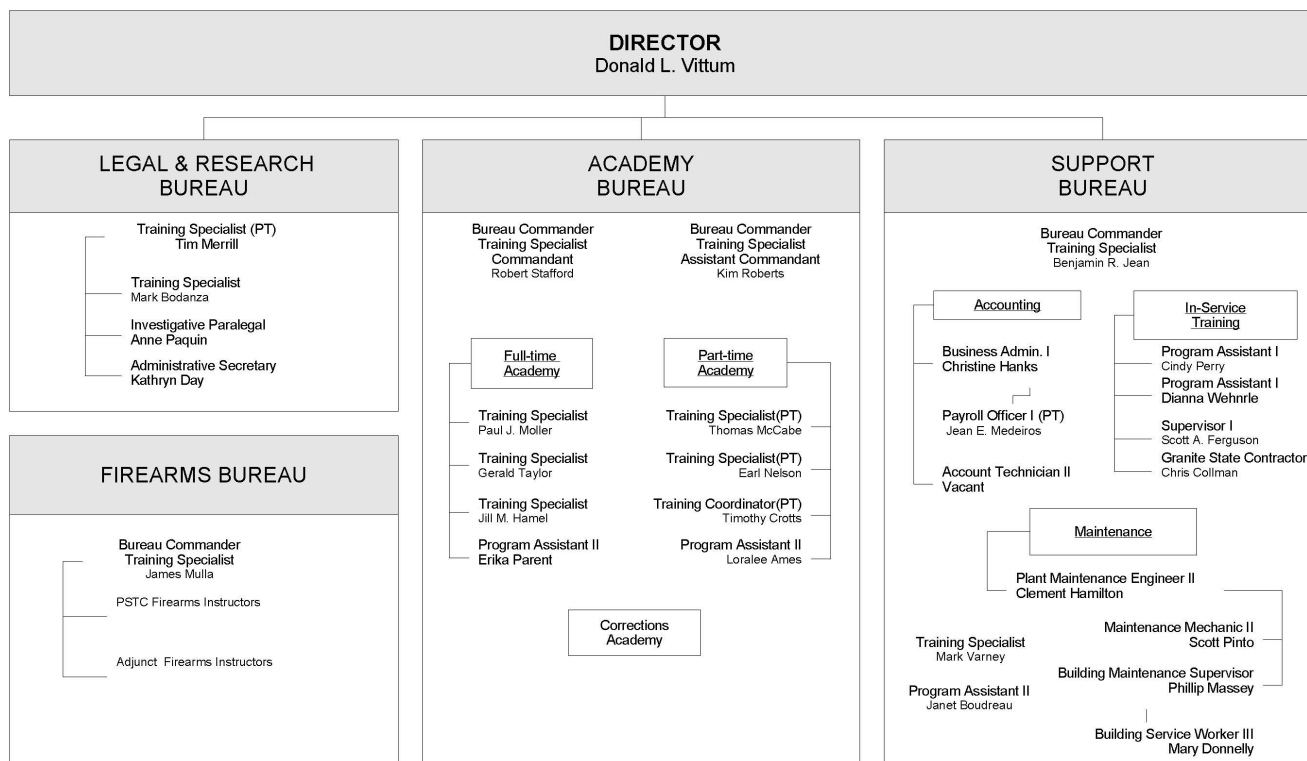 DIRECTOR
Donald L. Vittum
LEGAL & RESEARCH
BUREAU
Training Specialist (PT)
Tim Merrill
Training Specialist
Mark Bodanza
Investigative Paralegal
Anne Paquin
Administrative Secretary
Kathryn Day
FIREARMS BUREAU
Bureau Commander
Training Specialist
James Mulla
PSTC Firearms Instructors
Adjunct Firearms Instructors
ACADEMY
BUREAU
Bureau Commander
Training Specialist
Commandant
Robert Stafford
Bureau Commander
Training Specialist
Assistant Commandant
Kim Roberts
Full-time
Academy
Training Specialist
Paul J. Moller
Training Specialist
Gerald Taylor
Training Specialist
Jill M. Hamel
Program Assistant II
Erika Parent
Part-time
Academy
Training Specialist(PT)
Thomas McCabe
Training Specialist(PT)
Earl Nelson
Training Coordinator(PT)
Timothy Crotts
Program Assistant II
Loralee Ames
Corrections
Academy
SUPPORT
BUREAU
Bureau Commander
Training Specialist
Benjamin R. Jean
Accounting
Business Admin. I
Christine Hanks
Payroll Officer I (PT)
Jean E. Medeiros
Account Technician II
Vacant
In-Service
Training
Program Assistant I
Cindy Perry
Program Assistant I
Dianna Wehnrle
Supervisor I
Scott A. Ferguson
Granite State Contractor
Chris Collman
Maintenance
Plant Maintenance Engineer II
Clement Hamilton
Maintenance Mechanic II
Scott Pinto
Building Maintenance Supervisor
Phillip Massey
Building Service Worker III
Mary Donnelly
Training Specialist
Mark Varney
Program Assistant II
Janet Boudreau